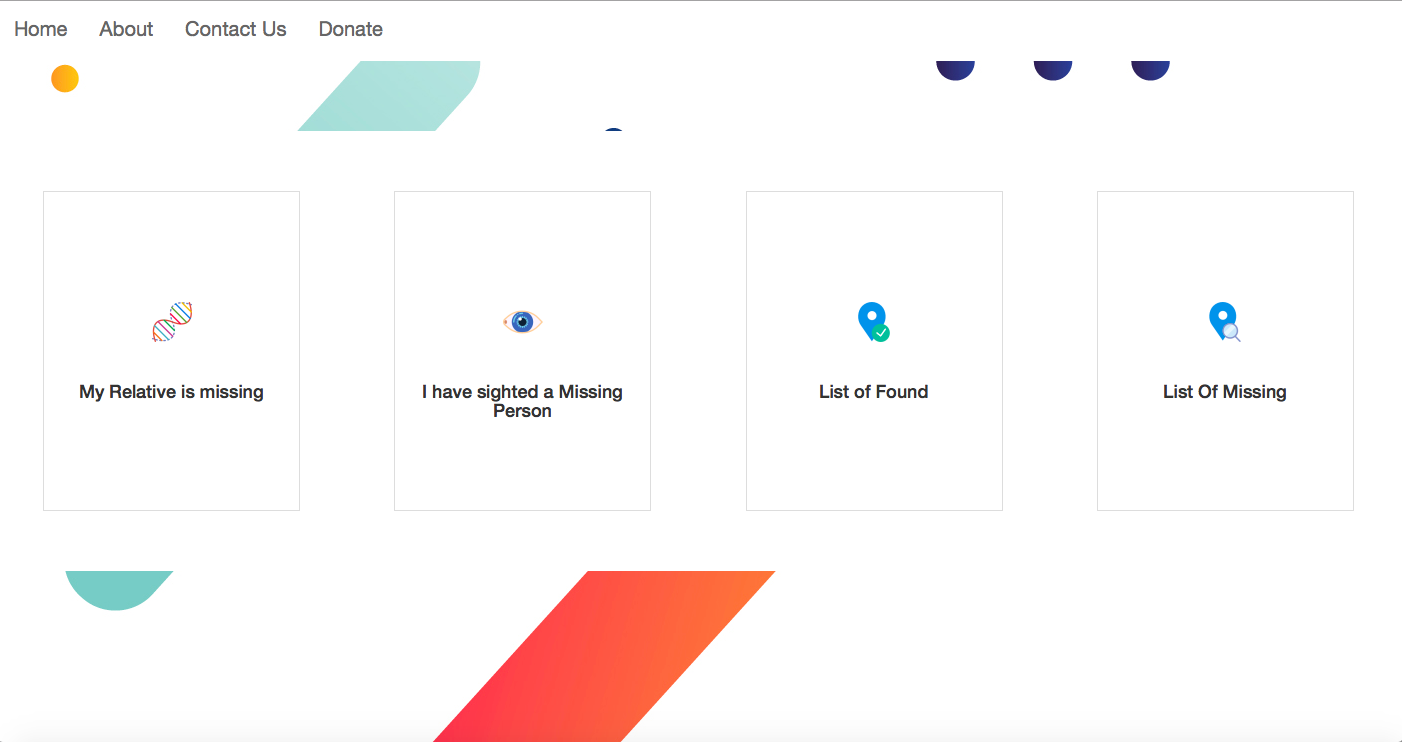 Home About Contact Us Donate
My Relative is missing
I have sighted a Missing
Person
List of Found
List Of Missing